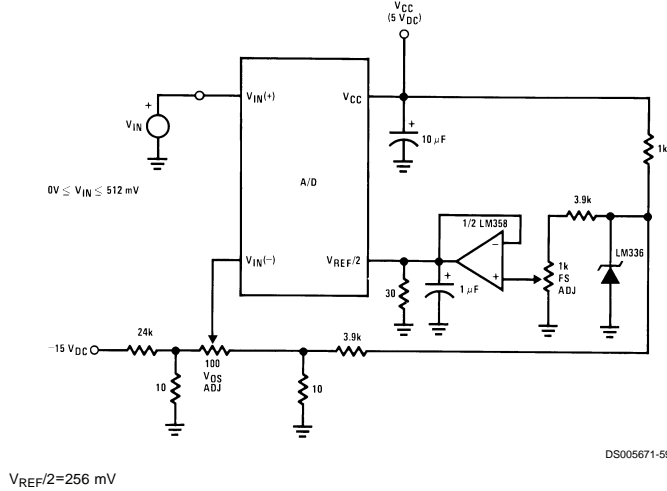 VCC
(5 VDC)
VIN(+)
VCC
+
VIN
+
10 μF
1k
A/D
0V ≤ VIN ≤ 512 mV
3.9k
1/2 LM358
VIN(−)
VREF/2
−
+
LM336
+
30
1 μF
1k
FS
ADJ
24k
3.9k
−15 VDC
100
VOS
ADJ
10
10
DS005671-59
VREF/2=256 mV